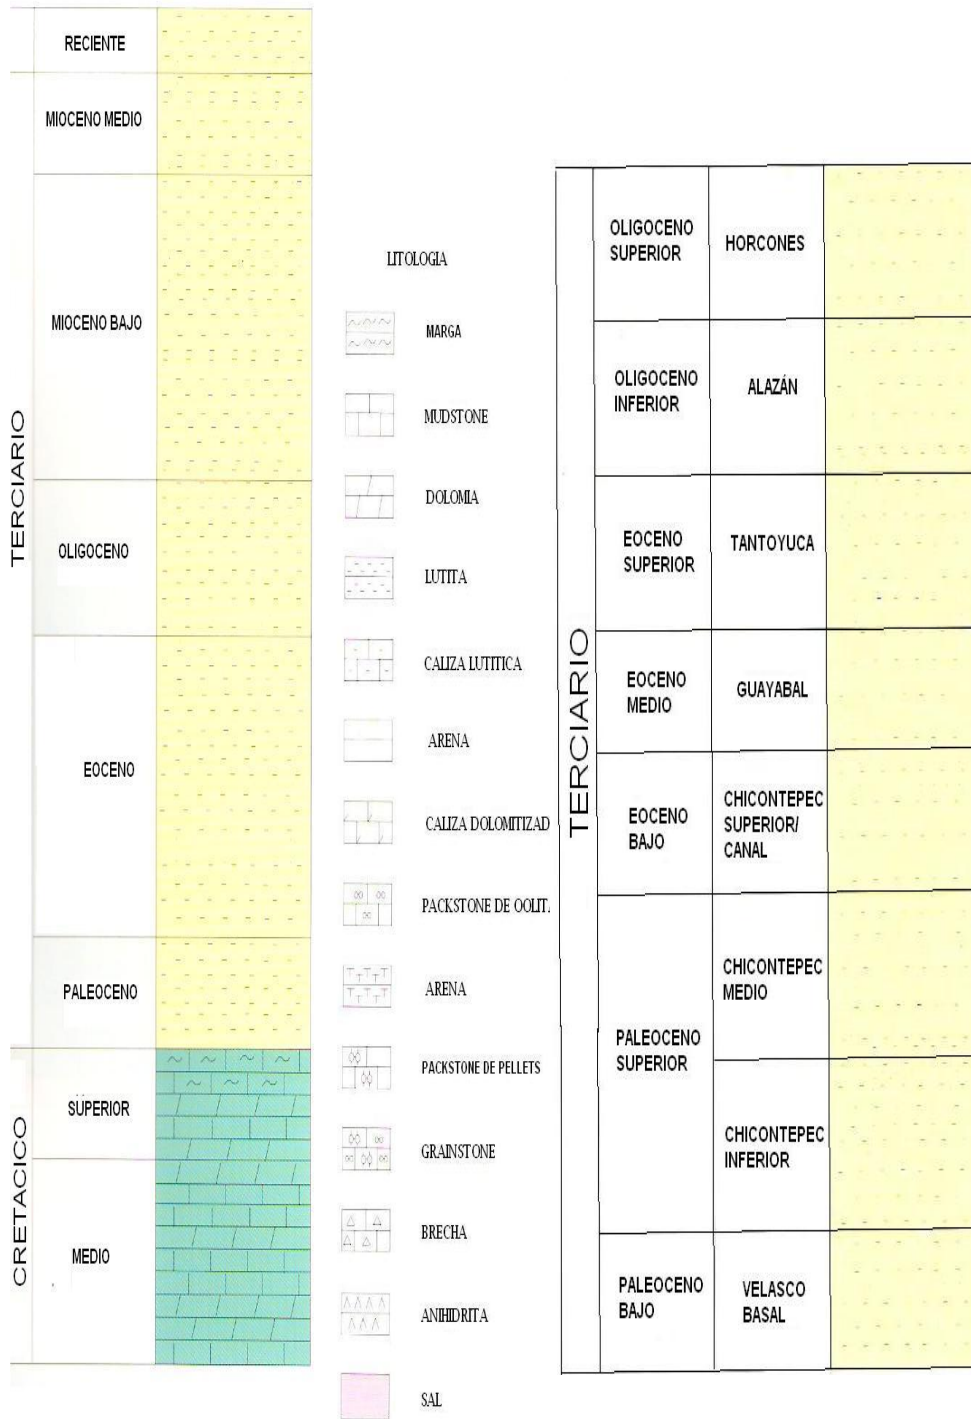 TERCIARIO
RECIENTE
MIOCENO MEDIO
MIOCENO BAJO
OLIGOCENO
EOCENO
PALEOCENO
CRETACICO
SUPERIOR
MEDIO
LITOLOGIA
MARGA
MUDSTONE
DOLOMIA
LUTITA
CALIZA LUTITICA
ARENA
CALIZA DOLOMITIZAD
PACKSTONE DE OOLIT.
ARENA
PACKSTONE DE PELLETS
GRAINSTONE
BRECHA
ANIHIDRITA
SAL
TERCIARIO
OLIGOCENO
SUPERIOR
HORCONES
OLIGOCENO
INFERIOR
ALAZÁN
EOCENO
SUPERIOR
TANTOYUCA
EOCENO
MEDIO
GUAYABAL
EOCENO
BAJO
CHICONTEPEC
SUPERIOR/
CANAL
PALEOCENO
SUPERIOR
CHICONTEPEC
MEDIO
CHICONTEPEC
INFERIOR
PALEOCENO
BAJO
VELASCO
BASAL